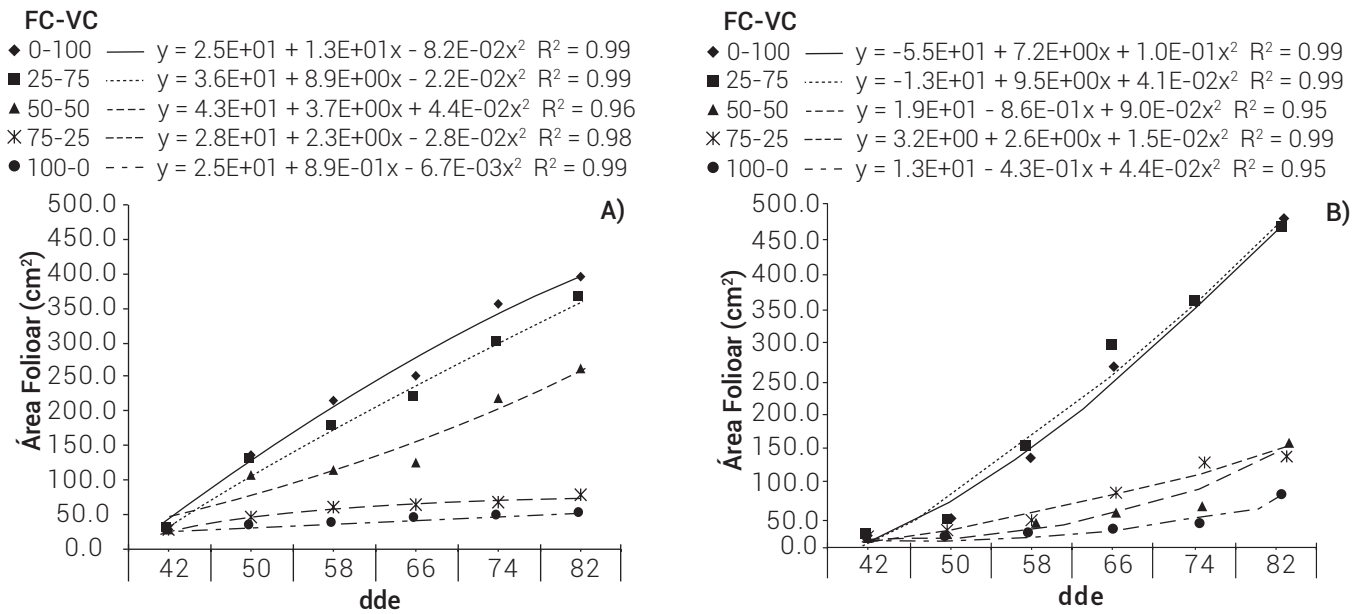 FC-VC
0-100 y = 2.5E+01 + 1.3E+01x - 8.2E-02x² R² = 0.99
25-75 y = 3.6E+01 + 8.9E+00x - 2.2E-02x² R² = 0.99
50-50 y = 4.3E+01 + 3.7E+00x + 4.4E-02x² R² = 0.96
75-25 y = 2.8E+01 + 2.3E+00x - 2.8E-02x² R² = 0.98
100-0 y = 2.5E+01 + 8.9E-01x - 6.7E-03x² R² = 0.99
A)
Área Folioar (cm²)
500.0
450.0
400.0
350.0
300.0
250.0
200.0
150.0
100.0
50.0
0.0
42 50 58 66 74 82
dde
FC-VC
0-100 y = -5.5E+01 + 7.2E+00x + 1.0E-01x² R² = 0.99
25-75 y = -1.3E+01 + 9.5E+00x + 4.1E-02x² R² = 0.99
50-50 y = 1.9E+01 - 8.6E-01x + 9.0E-02x² R² = 0.95
75-25 y = 3.2E+00 + 2.6E+00x + 1.5E-02x² R² = 0.99
100-0 y = 1.3E+01 - 4.3E-01x + 4.4E-02x² R² = 0.95
B)
Área Folioar (cm²)
500.0
450.0
400.0
350.0
300.0
250.0
200.0
150.0
100.0
50.0
0.0
42 50 58 66 74 82
dde